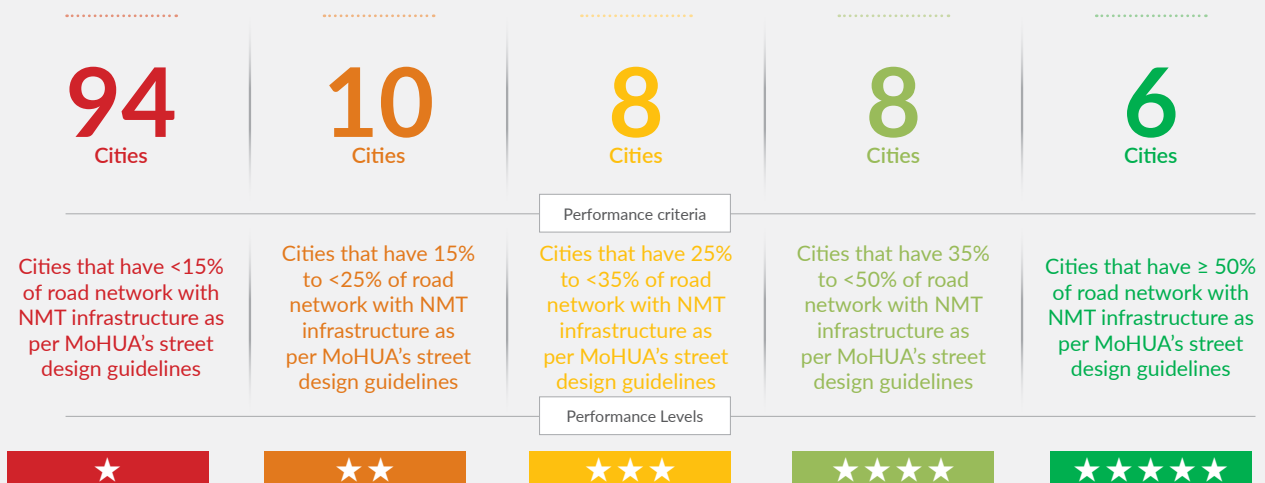 94
Cities
10
Cities
8
Cities
8
Cities
6
Cities
Performance criteria
Cities that have <15%
of road network with
NMT infrastructure as
per MoHUA’s street
design guidelines
Cities that have 15%
to <25% of road
network with NMT
infrastructure as
per MoHUA’s street
design guidelines
Cities that have 25%
to <35% of road
network with NMT
infrastructure as
per MoHUA’s street
design guidelines
Cities that have 35%
to <50% of road
network with NMT
infrastructure as
per MoHUA’s street
design guidelines
Cities that have ≥ 50%
of road network with
NMT infrastructure as
per MoHUA’s street
design guidelines
Performance Levels